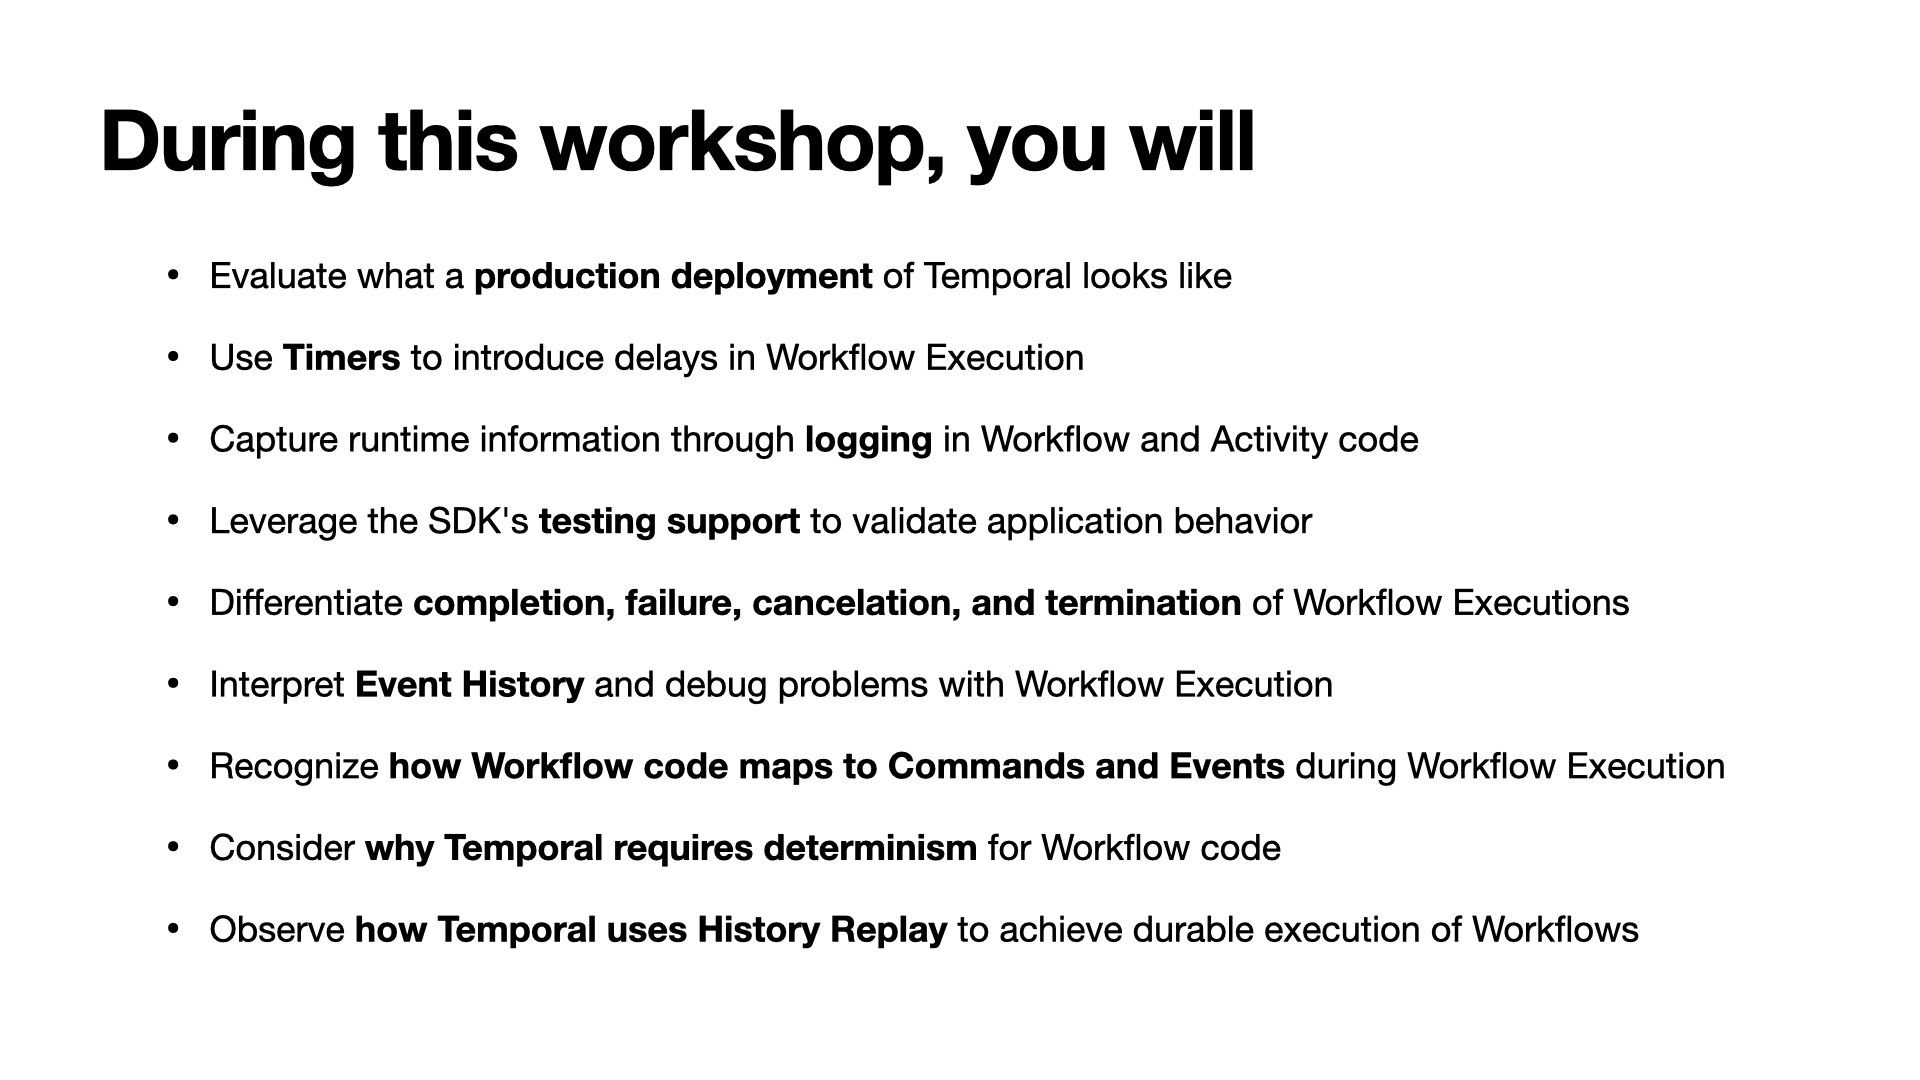 During this workshop, you will
• Evaluate what a production deployment of Temporal looks like
• Use Timers to introduce delays in Workflow Execution
• Capture runtime information through logging in Workflow and Activity code
• Leverage the SDK's testing support to validate application behavior
• Differentiate completion, failure, cancelation, and termination of Workflow Executions
• Interpret Event History and debug problems with Workflow Execution
• Recognize how Workflow code maps to Commands and Events during Workflow Execution
• Consider why Temporal requires determinism for Workflow code
• Observe how Temporal uses History Replay to achieve durable execution of Workflows